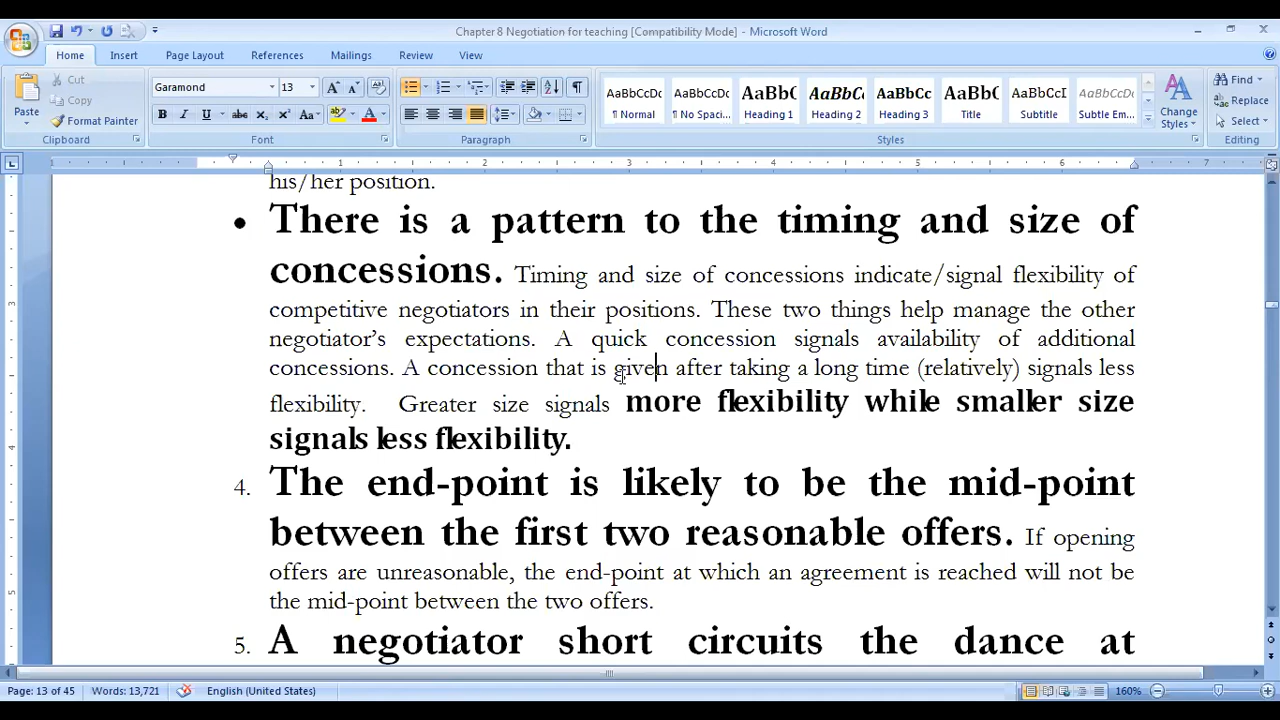 Chapter 8 Negotiation for teaching [Compatibility Mode] - Microsoft Word
Home Insert Page Layout References Mailings Review View
Paste
Cut
Copy
Format Painter
Clipboard
Garamond 13
Font
Paragraph
AaBbCcDc AaBbCcDc AaBbC AaBbCc AaBbCc AaBbC AaBbCcI AaBbCcDc
¶ Normal ¶ No Spaci... Heading 1 Heading 2 Heading 3 Title Subtitle Subtle Em...
Change Styles
Styles
Find
Replace
Select
Editing
1 2 3 4 5 6 7
his/her position.
• There is a pattern to the timing and size of
concessions. Timing and size of concessions indicate/signal flexibility of
competitive negotiators in their positions. These two things help manage the other
negotiator’s expectations. A quick concession signals availability of additional
concessions. A concession that is given after taking a long time (relatively) signals less
flexibility. Greater size signals more flexibility while smaller size
signals less flexibility.
4. The end-point is likely to be the mid-point
between the first two reasonable offers. If opening
offers are unreasonable, the end-point at which an agreement is reached will not be
the mid-point between the two offers.
5. A negotiator short circuits the dance at
Page: 13 of 45 Words: 13,721 English (United States) 160%